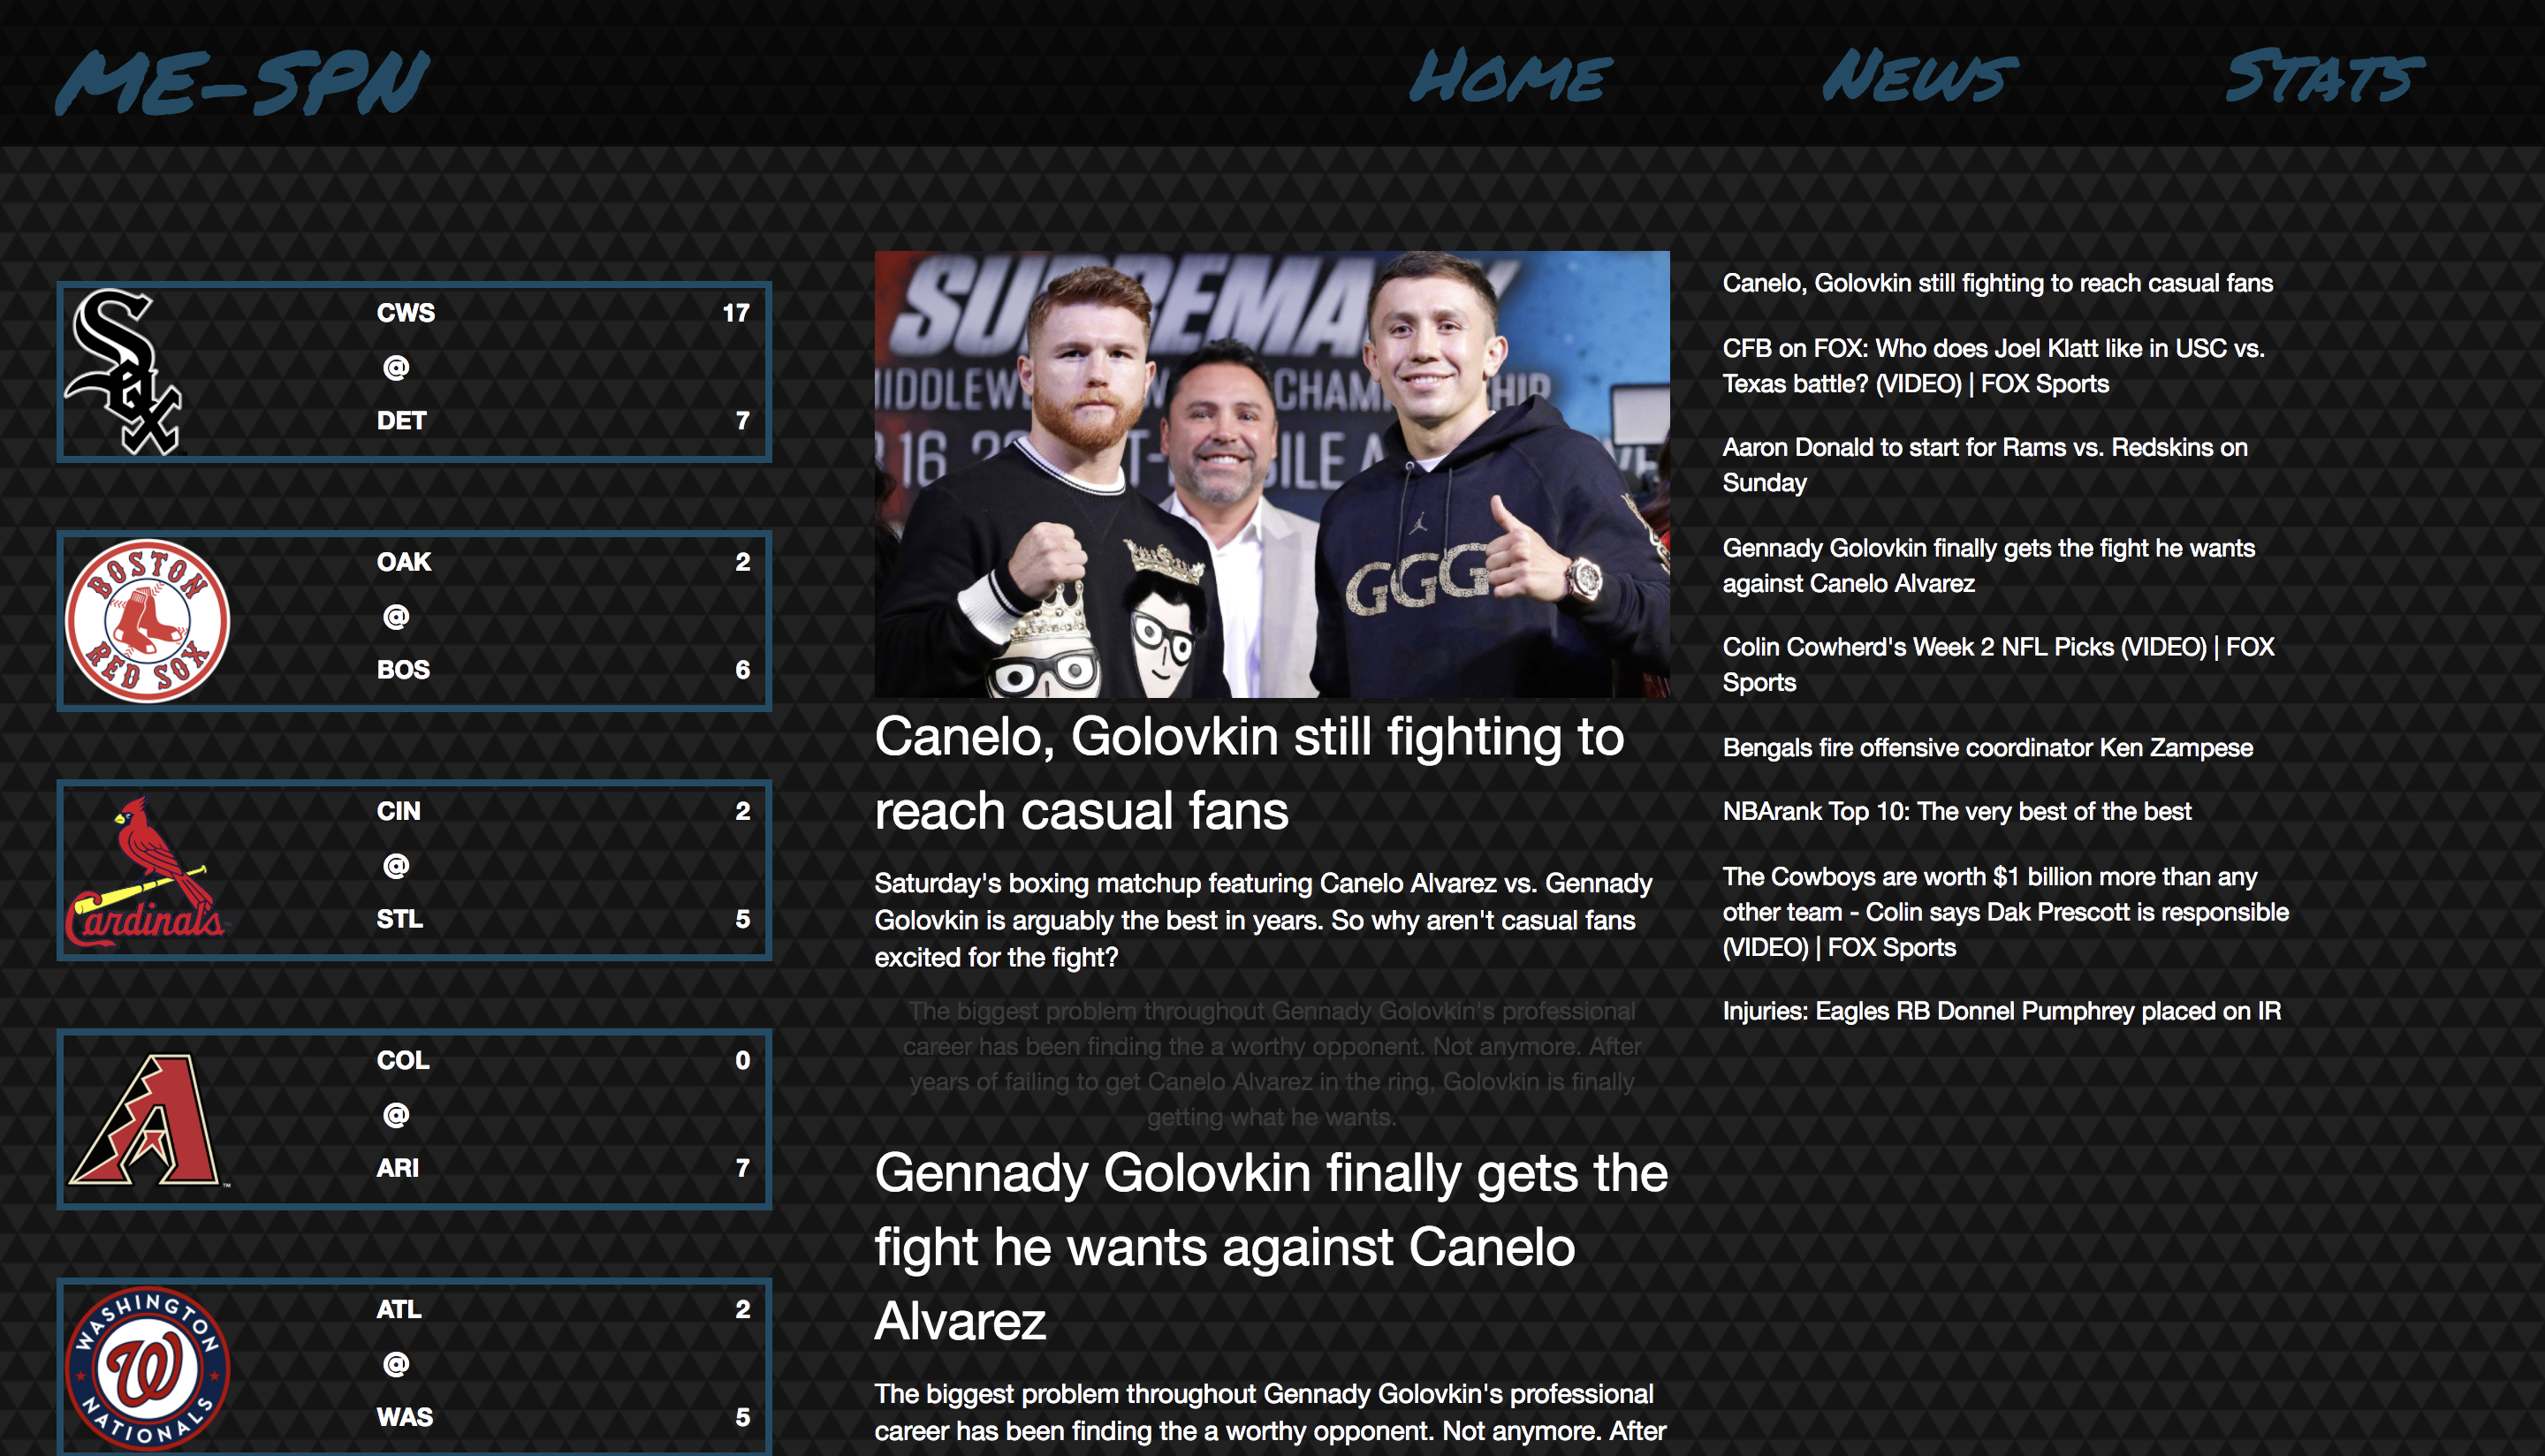 ME-SPN
Home
News
Stats
CWS 17
@
DET 7
BOSTON
RED SOX
OAK 2
@
BOS 6
Cardinals
CIN 2
@
STL 5
COL 0
@
ARI 7
WASHINGTON
W
NATIONALS
ATL 2
@
WAS 5
GGG
Canelo, Golovkin still fighting to
reach casual fans
Saturday's boxing matchup featuring Canelo Alvarez vs. Gennady
Golovkin is arguably the best in years. So why aren't casual fans
excited for the fight?
The biggest problem throughout Gennady Golovkin's professional
career has been finding the a worthy opponent. Not anymore. After
years of failing to get Canelo Alvarez in the ring, Golovkin is finally
getting what he wants.
Gennady Golovkin finally gets the
fight he wants against Canelo
Alvarez
The biggest problem throughout Gennady Golovkin's professional
career has been finding the a worthy opponent. Not anymore. After
Canelo, Golovkin still fighting to reach casual fans
CFB on FOX: Who does Joel Klatt like in USC vs.
Texas battle? (VIDEO) | FOX Sports
Aaron Donald to start for Rams vs. Redskins on
Sunday
Gennady Golovkin finally gets the fight he wants
against Canelo Alvarez
Colin Cowherd's Week 2 NFL Picks (VIDEO) | FOX
Sports
Bengals fire offensive coordinator Ken Zampese
NBArank Top 10: The very best of the best
The Cowboys are worth $1 billion more than any
other team - Colin says Dak Prescott is responsible
(VIDEO) | FOX Sports
Injuries: Eagles RB Donnel Pumphrey placed on IR